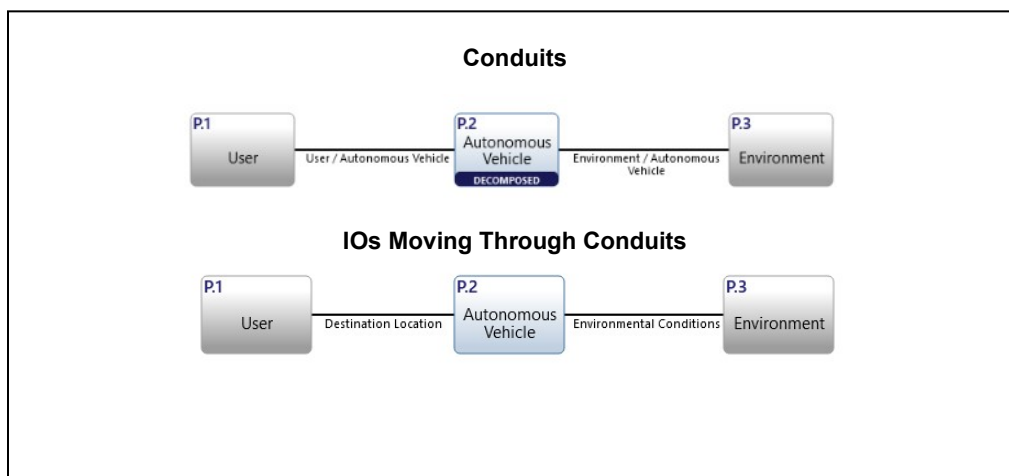 Conduits
P.1
User
User / Autonomous Vehicle
P.2
Autonomous
Vehicle
DECOMPOSED
Environment / Autonomous
Vehicle
P.3
Environment
IOs Moving Through Conduits
P.1
User
Destination Location
P.2
Autonomous
Vehicle
Environmental Conditions
P.3
Environment